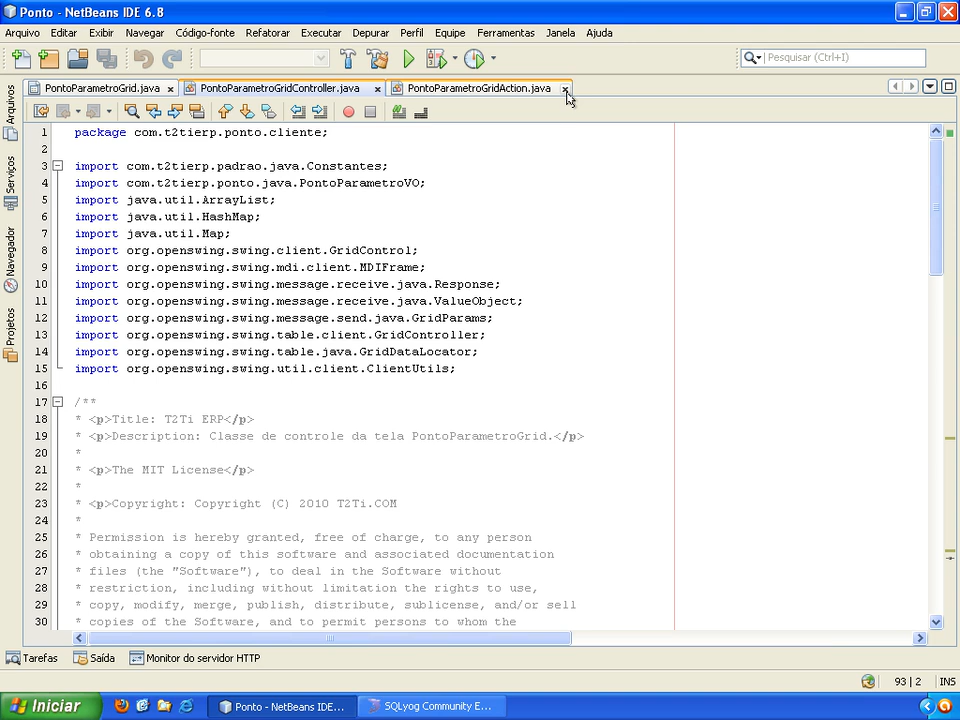 Ponto - NetBeans IDE 6.8
Arquivo Editar Exibir Navegar Código-fonte Refatorar Executar Depurar Perfil Equipe Ferramentas Janela Ajuda
Pesquisar (Ctrl+I)
PontoParametroGrid.java PontoParametroGridController.java PontoParametroGridAction.java
Arquivos
Serviços
Navegador
Projetos
1 package com.t2tierp.ponto.cliente;
2
3 import com.t2tierp.padrao.java.Constantes;
4 import com.t2tierp.ponto.java.PontoParametroVO;
5 import java.util.ArrayList;
6 import java.util.HashMap;
7 import java.util.Map;
8 import org.openswing.swing.client.GridControl;
9 import org.openswing.swing.mdi.client.MDIFrame;
10 import org.openswing.swing.message.receive.java.Response;
11 import org.openswing.swing.message.receive.java.ValueObject;
12 import org.openswing.swing.message.send.java.GridParams;
13 import org.openswing.swing.table.client.GridController;
14 import org.openswing.swing.table.java.GridDataLocator;
15 import org.openswing.swing.util.client.ClientUtils;
16
17 /**
18 * <p>Title: T2Ti ERP</p>
19 * <p>Description: Classe de controle da tela PontoParametroGrid.</p>
20 *
21 * <p>The MIT License</p>
22 *
23 * <p>Copyright: Copyright (C) 2010 T2Ti.COM
24 *
25 * Permission is hereby granted, free of charge, to any person
26 * obtaining a copy of this software and associated documentation
27 * files (the "Software"), to deal in the Software without
28 * restriction, including without limitation the rights to use,
29 * copy, modify, merge, publish, distribute, sublicense, and/or sell
30 * copies of the Software, and to permit persons to whom the
Tarefas Saída Monitor do servidor HTTP
93 | 2 INS
Iniciar Ponto - NetBeans IDE... SQLyog Community E...